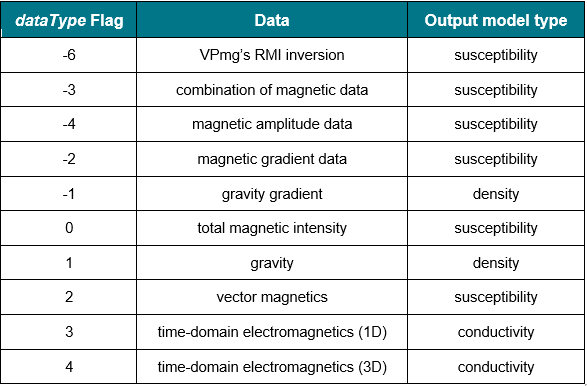 dataType Flag Data Output model type
-6 VPmg's RMI inversion susceptibility
-3 combination of magnetic data susceptibility
-4 magnetic amplitude data susceptibility
-2 magnetic gradient data susceptibility
-1 gravity gradient density
0 total magnetic intensity susceptibility
1 gravity density
2 vector magnetics susceptibility
3 time-domain electromagnetics (1D) conductivity
4 time-domain electromagnetics (3D) conductivity